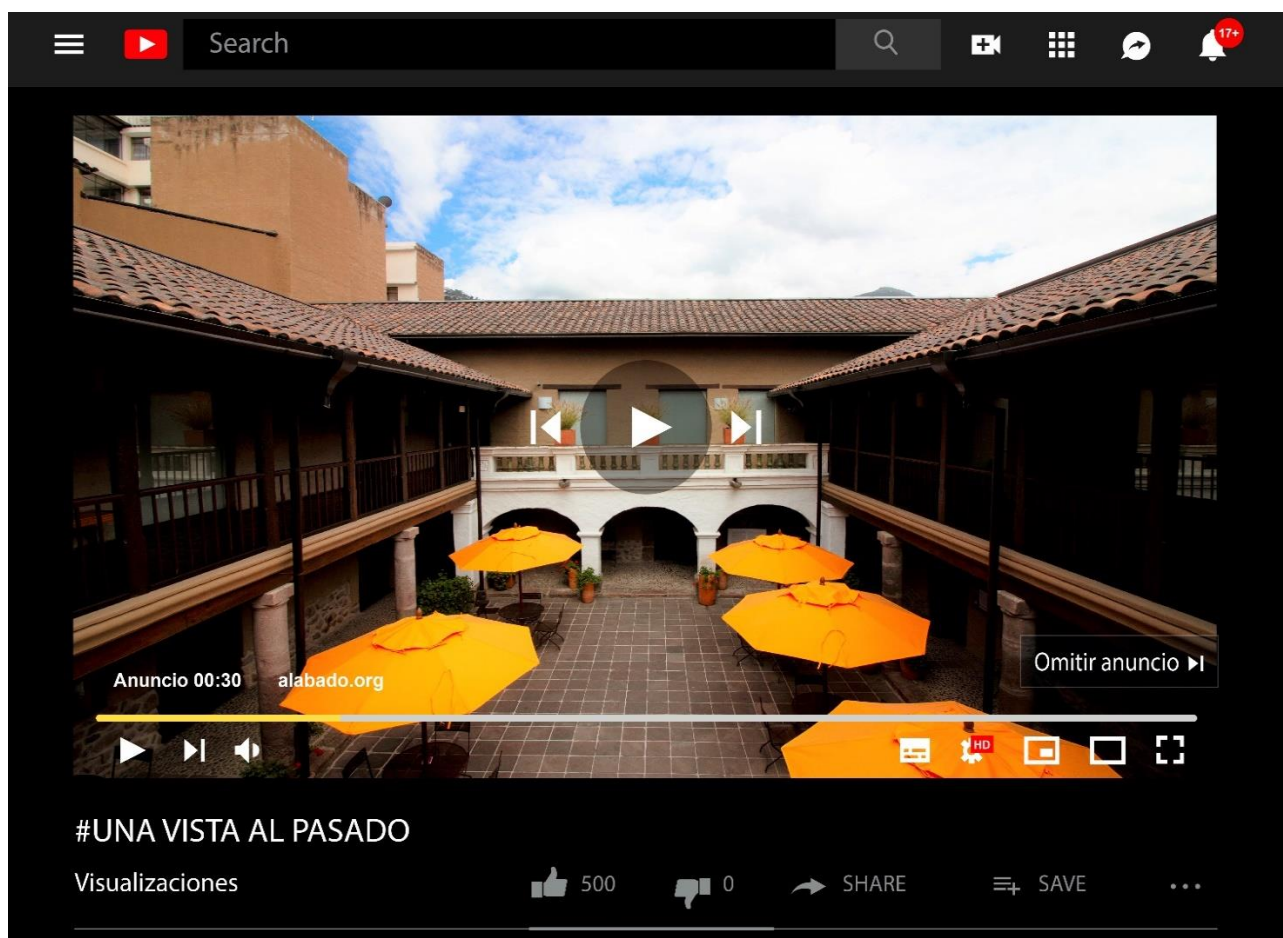 Search
17+
Omitir anuncio
Anuncio 00:30 alabado.org
HD
#UNA VISTA AL PASADO
Visualizaciones 500 0 SHARE SAVE